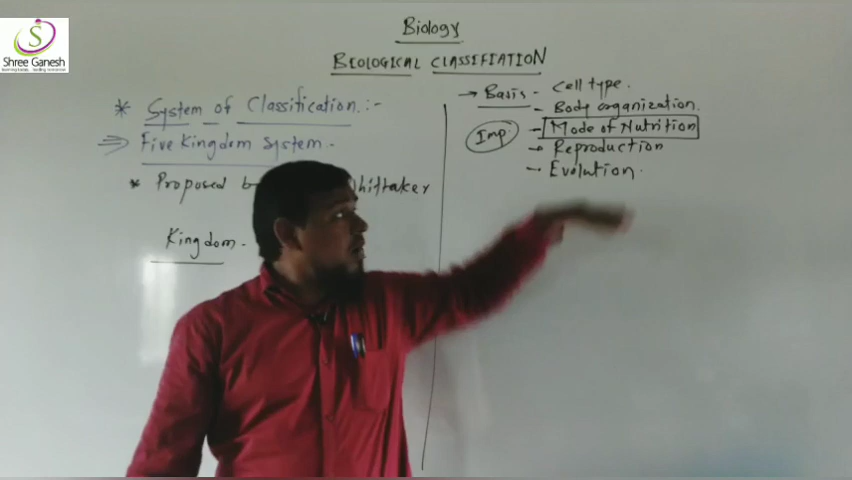 S
Shree Ganesh
Biology
BIOLOGICAL CLASSIFIATION
* System of Classification :-
⇒ Five Kingdom System -
* Proposed b hittaker
Kingdom -
→ Basis - Cell type.
- Body organization.
Imp. - Mode of Nutrition
- Reproduction
- Evolution.